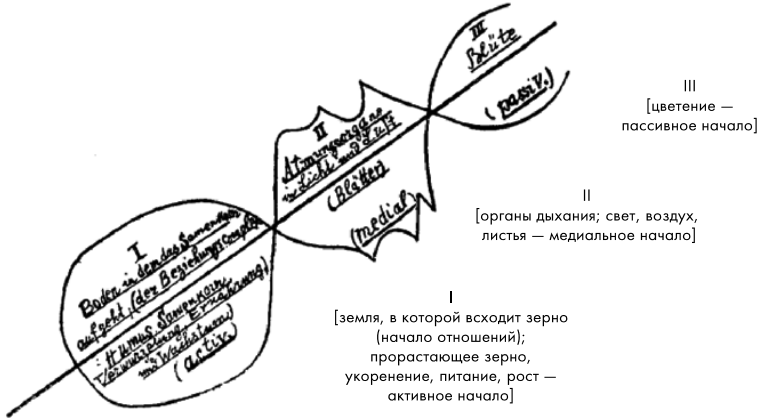 III
Blüte
(passiv.)
III
[цветение —
пассивное начало]
II
Atmungsorgane
in Licht und Luft
(Blätter)
(medial)
II
[органы дыхания; свет, воздух,
листья — медиальное начало]
I
Boden in dem das Samenkorn
aufgeht, (der Beziehungscomplex)
: Humus, Samenkorn,
Verwurzelung, Ernährung,
und Wachstum)
(activ)
I
[земля, в которой всходит зерно
(начало отношений);
прорастающее зерно,
укоренение, питание, рост —
активное начало]